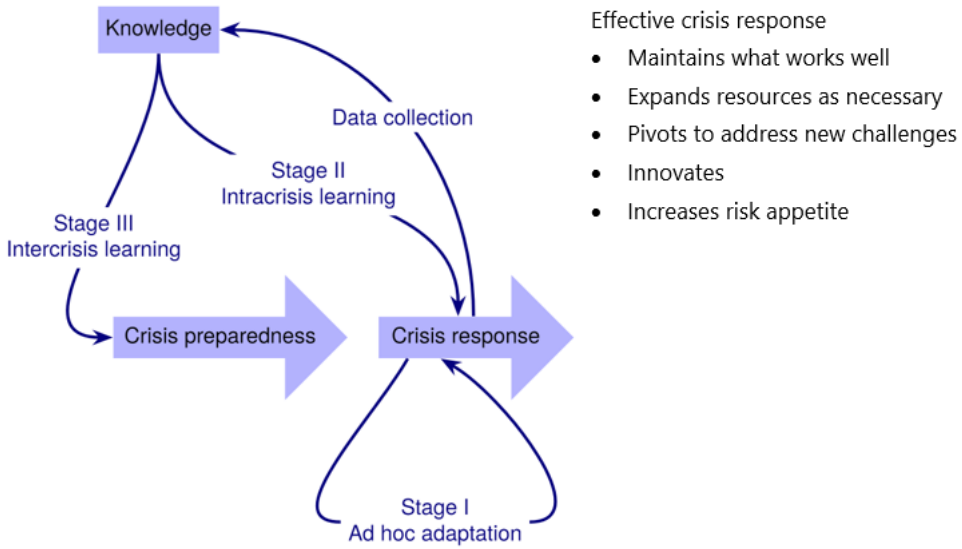 Knowledge
Data collection
Stage II
Intracrisis learning
Stage III
Intercrisis learning
Crisis preparedness
Crisis response
Stage I
Ad hoc adaptation
Effective crisis response
• Maintains what works well
• Expands resources as necessary
• Pivots to address new challenges
• Innovates
• Increases risk appetite